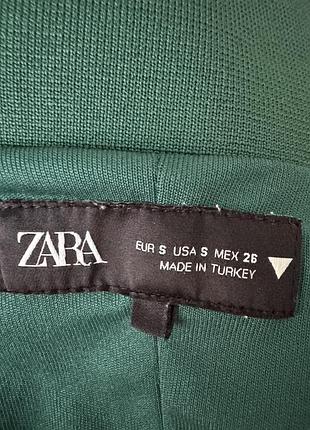 ZARA
EUR S USA S MEX 26
MADE IN TURKEY